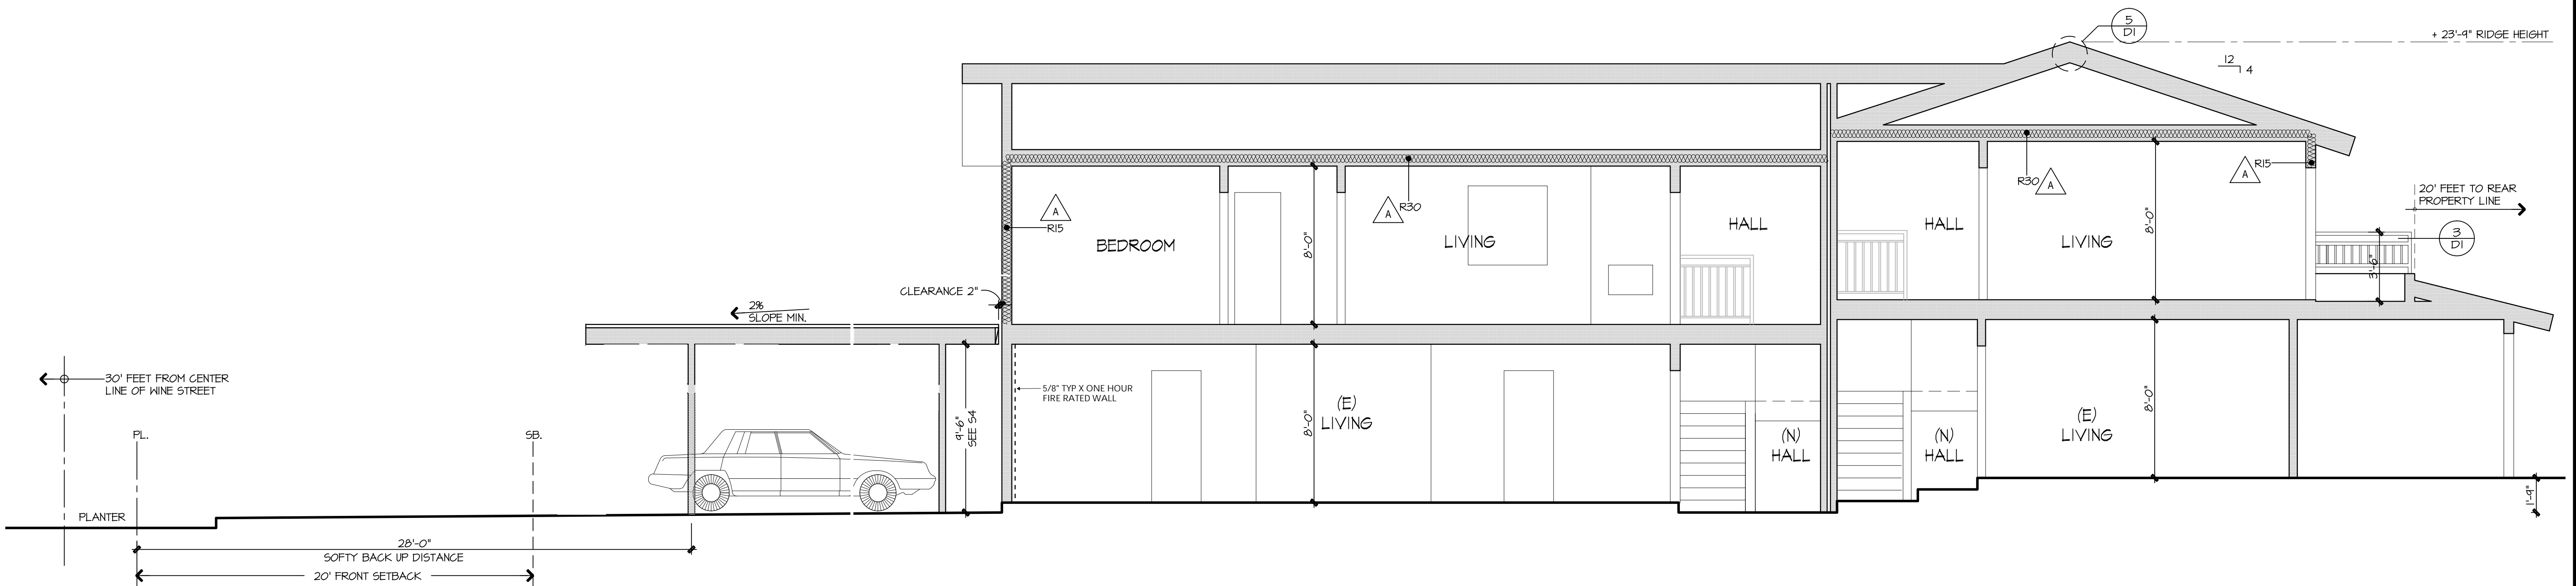 5
D1
+ 23'-9" RIDGE HEIGHT
12
4
R15
A
R30
A
20' FEET TO REAR
PROPERTY LINE
A
R15
A
R30
HALL
HALL
LIVING
8'-0"
3
D1
3'-6"
BEDROOM
8'-0"
LIVING
CLEARANCE 2"
2%
SLOPE MIN.
30' FEET FROM CENTER
LINE OF WINE STREET
5/8" TYP X ONE HOUR
FIRE RATED WALL
(E)
LIVING
8'-0"
9'-6"
SEE S4
(N)
HALL
(N)
HALL
(E)
LIVING
8'-0"
PL.
SB.
1'-9"
PLANTER
28'-0"
SOFTY BACK UP DISTANCE
20' FRONT SETBACK